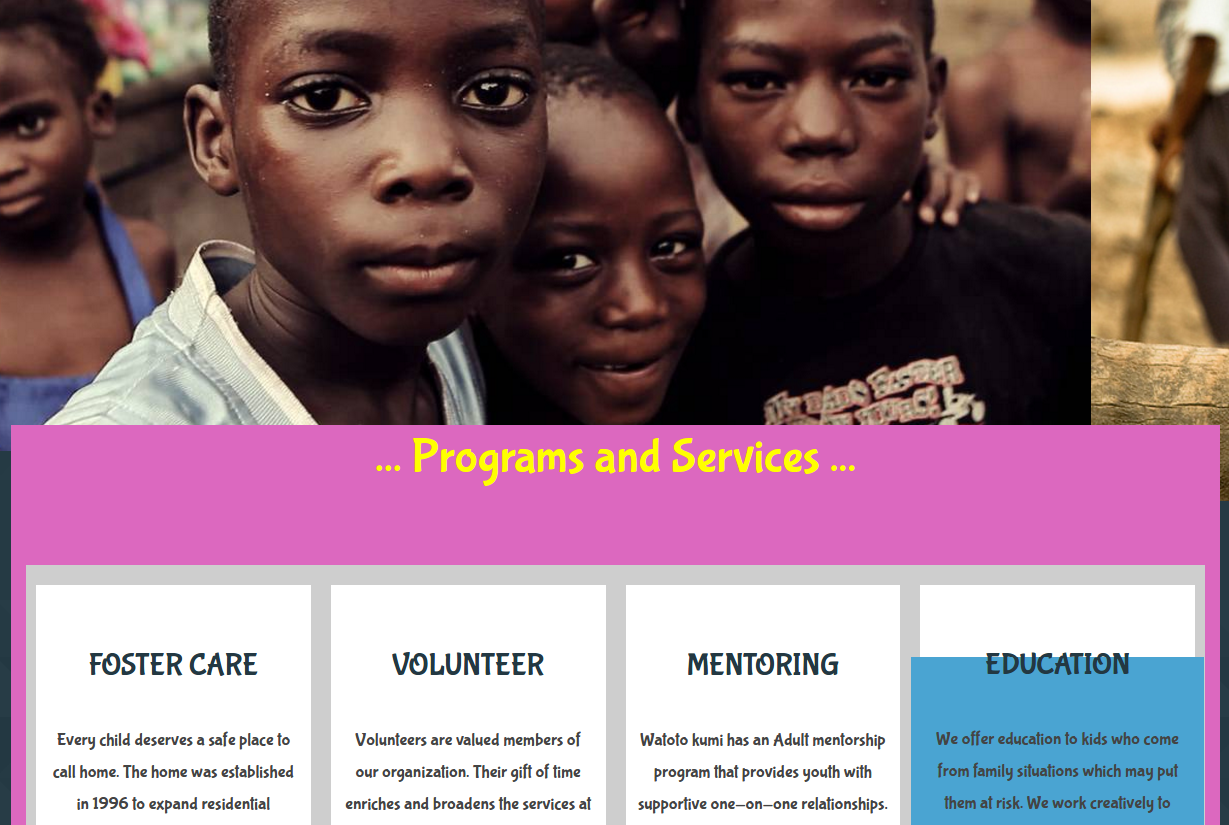 ... Programs and Services ...
FOSTER CARE
Every child deserves a safe place to
call home. The home was established
in 1996 to expand residential
VOLUNTEER
Volunteers are valued members of
our organization. Their gift of time
enriches and broadens the services at
MENTORING
Watoto kumi has an Adult mentorship
program that provides youth with
supportive one-on-one relationships.
EDUCATION
We offer education to kids who come
from family situations which may put
them at risk. We work creatively to